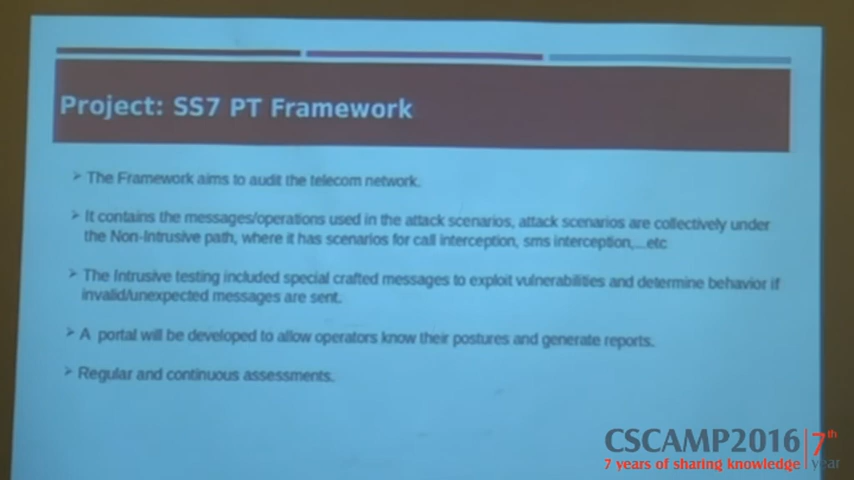 Project: SS7 PT Framework
➢ The Framework aims to audit the telecom network.
➢ It contains the messages/operations used in the attack scenarios, attack scenarios are collectively under
the Non-Intrusive path, where it has scenarios for call interception, sms interception,...etc
➢ The Intrusive testing included special crafted messages to exploit vulnerabilities and determine behavior if
invalid/unexpected messages are sent.
➢ A portal will be developed to allow operators know their postures and generate reports.
➢ Regular and continuous assessments.
CSCAMP2016 7th
7 years of sharing knowledge year